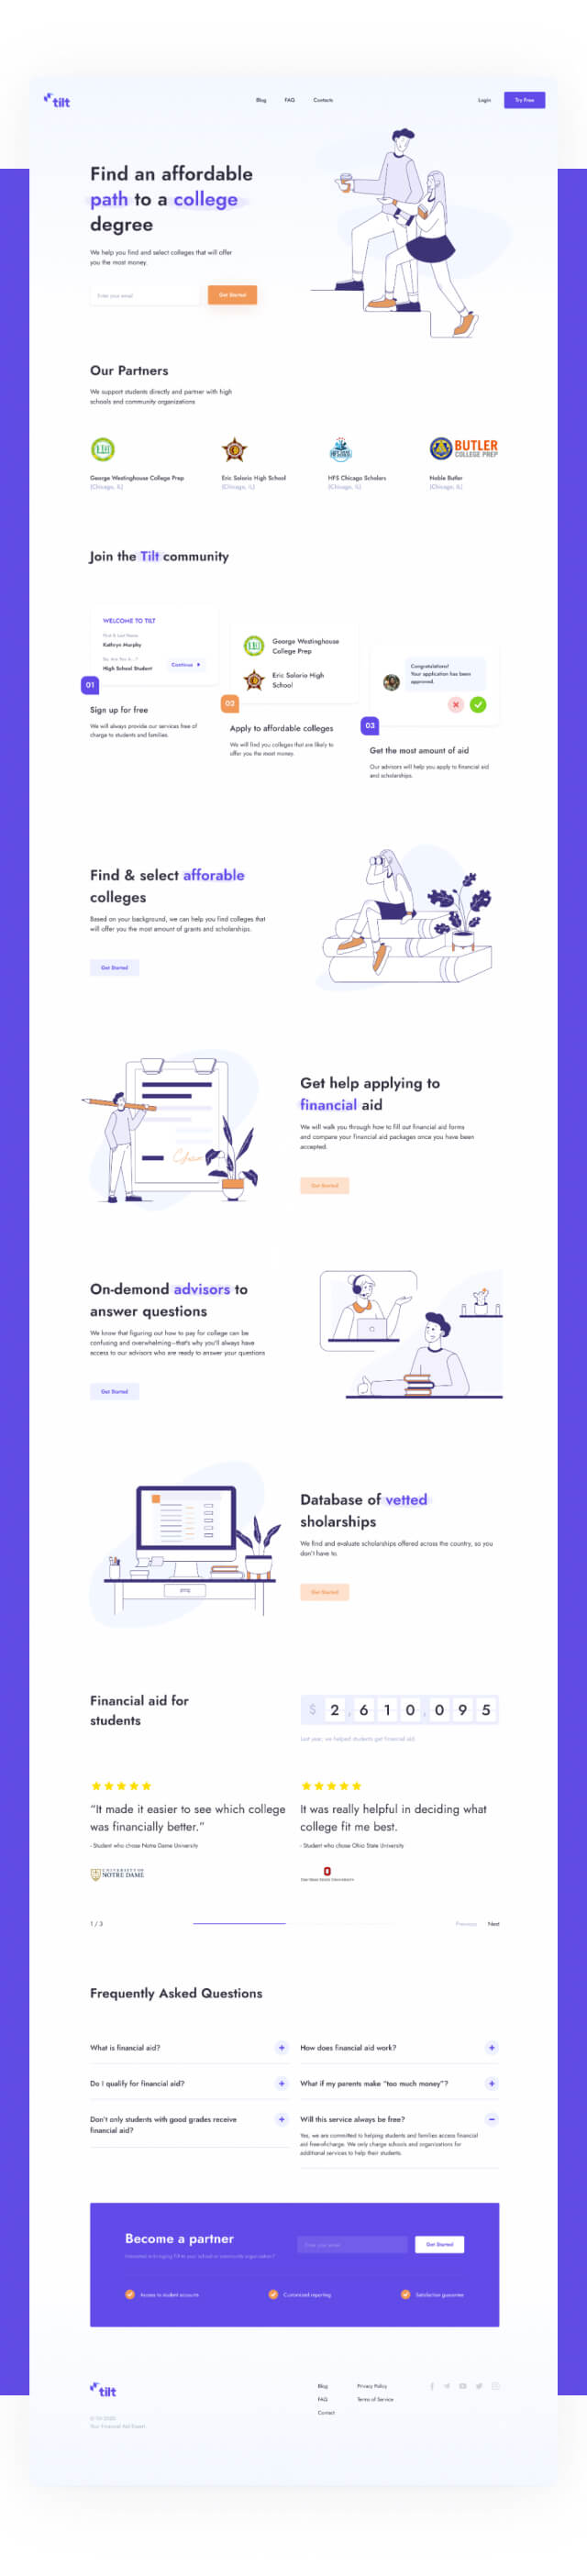 tilt
Blog
FAQ
Contacts
Login
Try Free
Find an affordable
path to a college
degree
We help you find and select colleges that will offer
you the most money.
Enter your email
Get Started
Our Partners
We support students directly and partner with high
schools and community organizations
BUTLER
COLLEGE PREP
George Westinghouse College Prep
(Chicago, IL)
Eric Solorio High School
(Chicago, IL)
HFS Chicago Scholars
(Chicago, IL)
Noble Butler
(Chicago, IL)
Join the Tilt community
WELCOME TO TILT
First & Last Name
Kathryn Murphy
High School Student
Continue
01
Sign up for free
We will always provide our services free of
charge to students and families.
George Westinghouse
College Prep
Eric Solorio High
School
02
Apply to affordable colleges
We will find you colleges that are likely to
offer you the most money
Congratulations!
Your application has been
approved.
03
Get the most amount of aid
Our advisors will help you apply to financial aid
and scholarships.
Find & select afforable
colleges
Based on your background, we can help you find colleges that
will offer you the most amount of grants and scholarships.
Get Started
Get help applying to
financial aid
We will walk you through how to fill out financial aid forms
and compare your financial aid packages once you have been
accepted.
Get Started
On-demond advisors to
answer questions
We know that figuring out how to pay for college can be
confusing and overwhelming—that's why you'll always have
access to our advisors who are ready to answer your questions
Get Started
Database of vetted
sholarships
We find and evaluate scholarships offered across the country, so you
don't have to.
Get Started
Financial aid for
students
$ 2,610,095
Last year, we helped students get financial aid
“It made it easier to see which college
was financially better.”
- Student who chose Notre Dame University
UNIVERSITY OF
NOTRE DAME
It was really helpful in deciding what
college fit me best.
- Student who chose Ohio State University
THE OHIO STATE UNIVERSITY
1 / 3
Previous
Next
Frequently Asked Questions
What is financial aid?
How does financial aid work?
Do I qualify for financial aid?
What if my parents make “too much money”?
Don't only students with good grades receive
financial aid?
Will this service always be free?
Yes, we are committed to helping students and families access financial
aid free-of-charge. We only charge schools and organizations for
additional services to help their students.
Become a partner
Enter your email
Get Started
Access to student accounts
Customized reporting
Satisfaction guarantee
tilt
Blog
Privacy Policy
FAQ
Terms of Service
Contact
© Tilt 2020
Your Financial Aid Expert